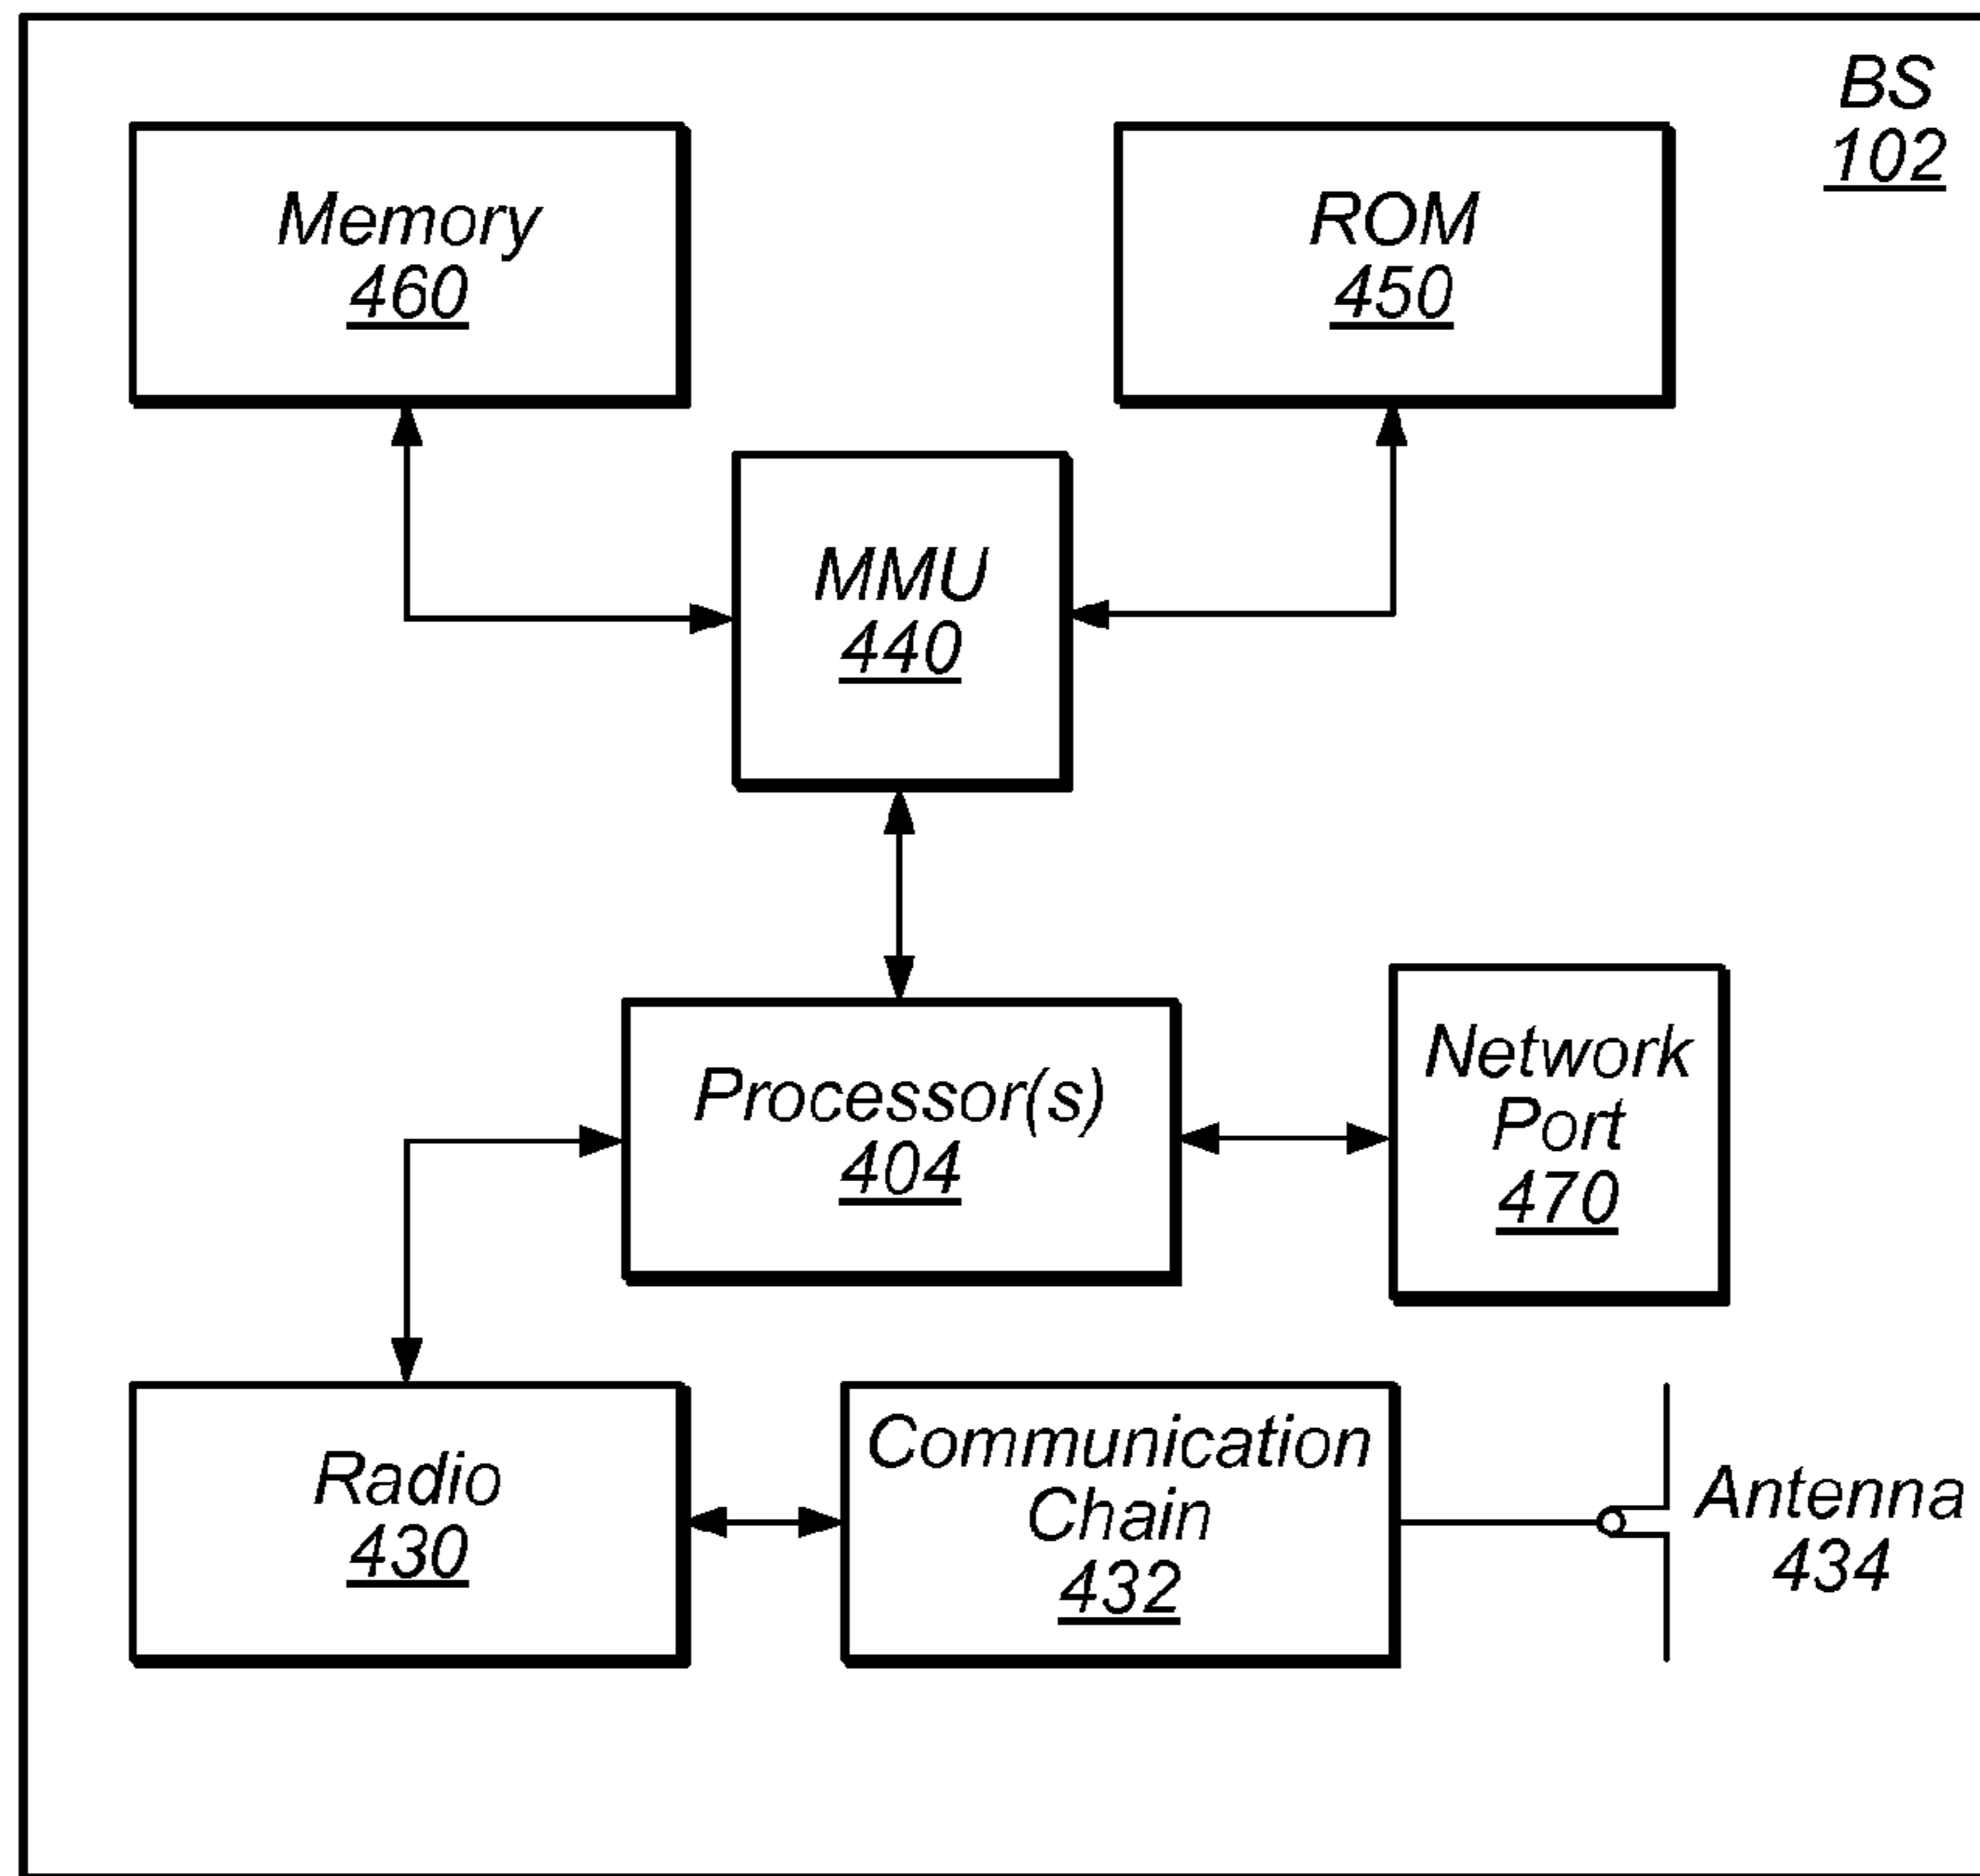 BS
102
Memory
460
ROM
450
MMU
440
Processor(s)
404
Network
Port
470
Radio
430
Communication
Chain
432
Antenna
434